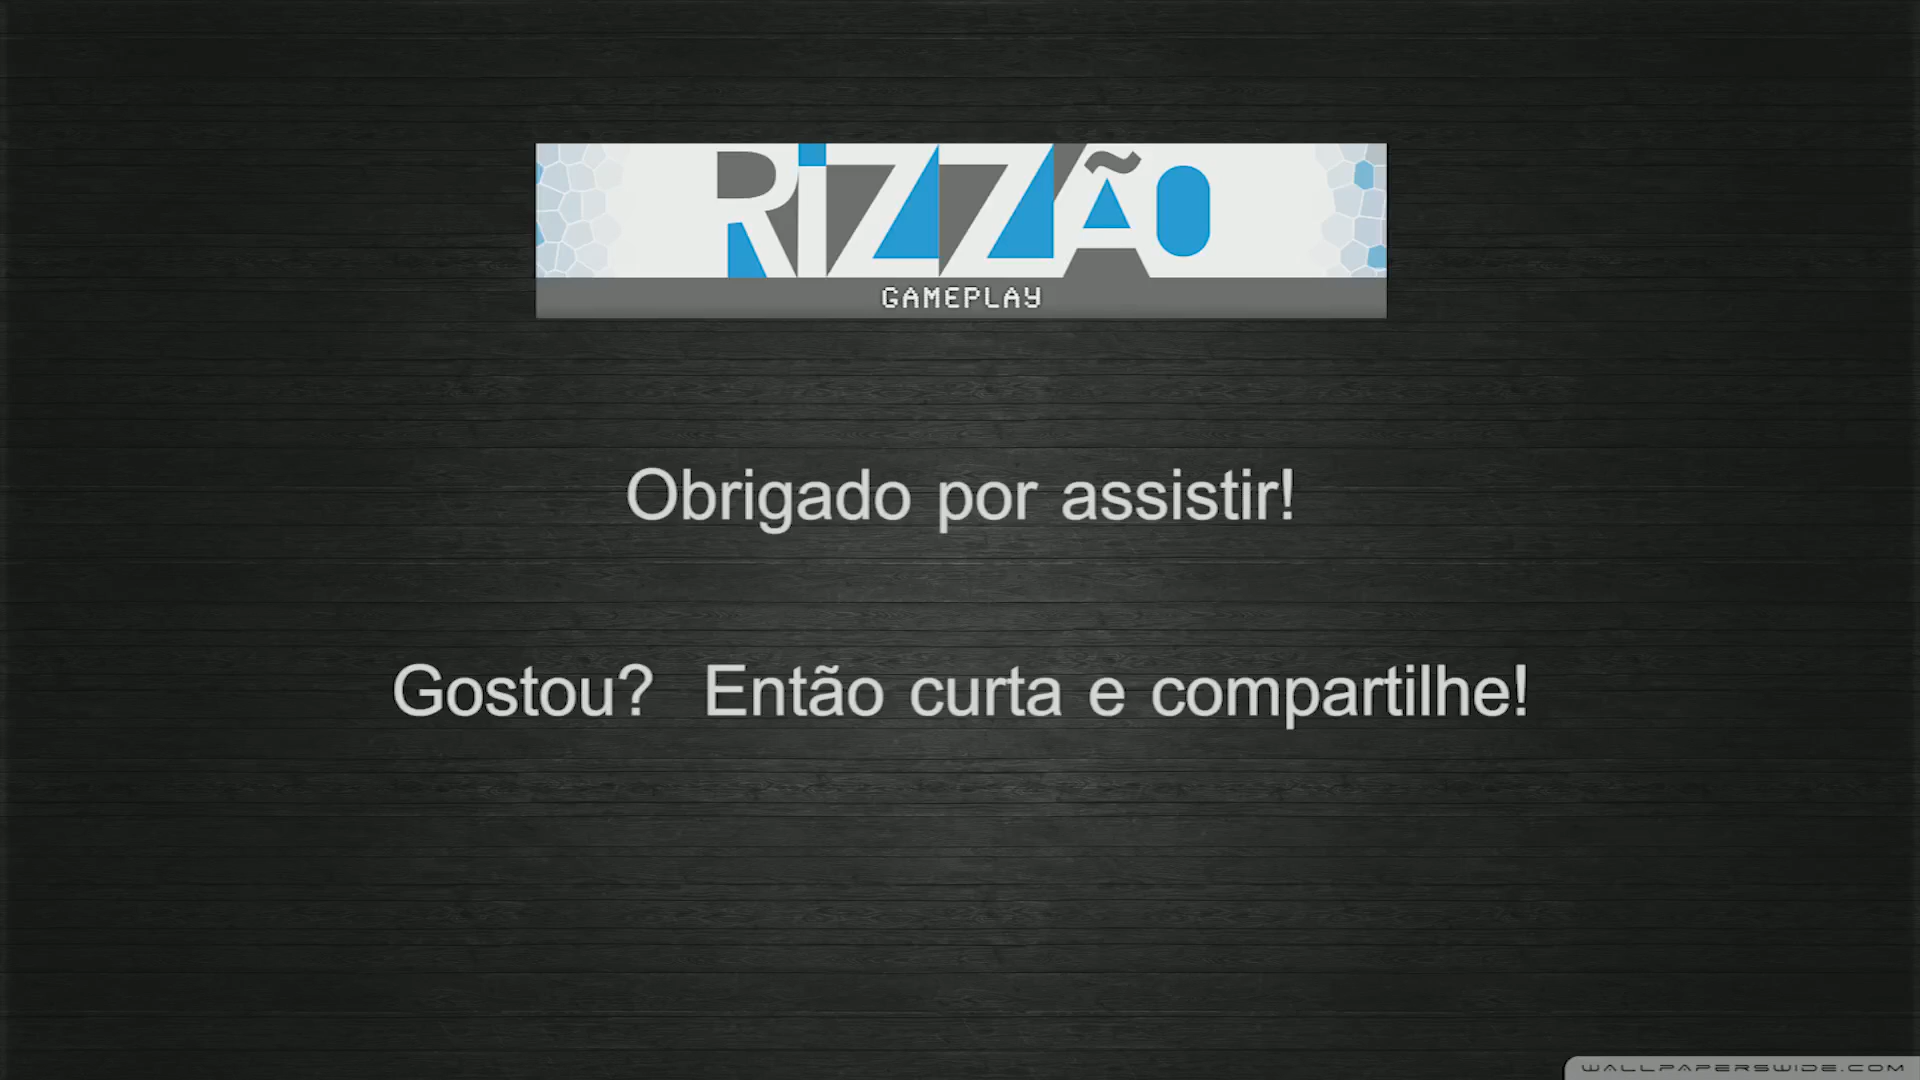 RiZZÃO
GAMEPLAY
Obrigado por assistir!
Gostou? Então curta e compartilhe!
WALLPAPERSWIDE.COM